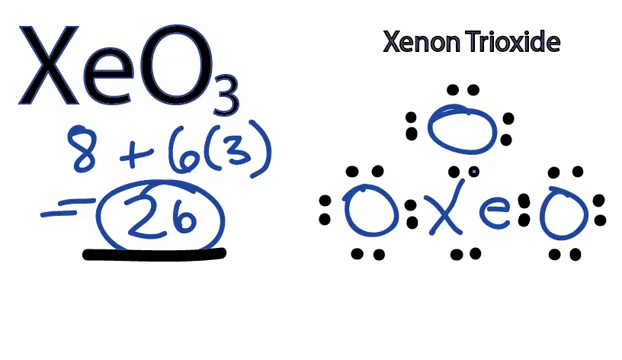 XeO3
Xenon Trioxide
8 + 6(3)
= 26
O
O Xe O